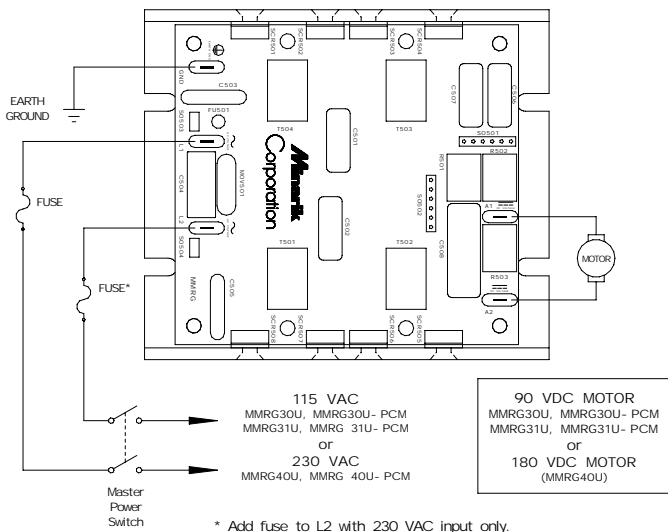 SCR501
SCR502
SCR503
SCR504
GND
C503
C507
C506
EARTH
GROUND
SO503
FU501
T504
C501
T503
SO501
L1
R501
R502
C504
MOV501
Minarik
Corporation
SO502
A1
FUSE
L2
C502
C508
MOTOR
SO504
T501
T502
R503
FUSE*
MMRG
C505
A2
SCR508
SCR507
SCR506
SCR505
115 VAC
MMRG30U, MMRG30U- PCM
MMRG31U, MMRG 31U- PCM
or
230 VAC
MMRG40U, MMRG 40U- PCM
90 VDC MOTOR
MMRG30U, MMRG30U- PCM
MMRG31U, MMRG31U- PCM
or
180 VDC MOTOR
(MMRG40U)
Master
Power
Switch
* Add fuse to L2 with 230 VAC input only.